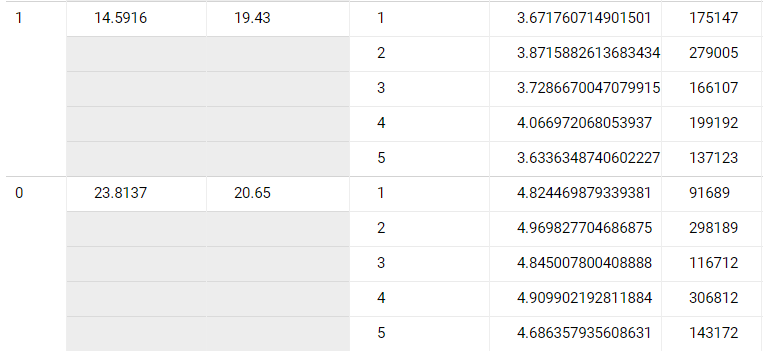 1 14.5916 19.43 1 3.671760714901501 175147
2 3.8715882613683434 279005
3 3.7286670047079915 166107
4 4.066972068053937 199192
5 3.6336348740602227 137123
0 23.8137 20.65 1 4.824469879339381 91689
2 4.969827704686875 298189
3 4.845007800408888 116712
4 4.909902192811884 306812
5 4.686357935608631 143172